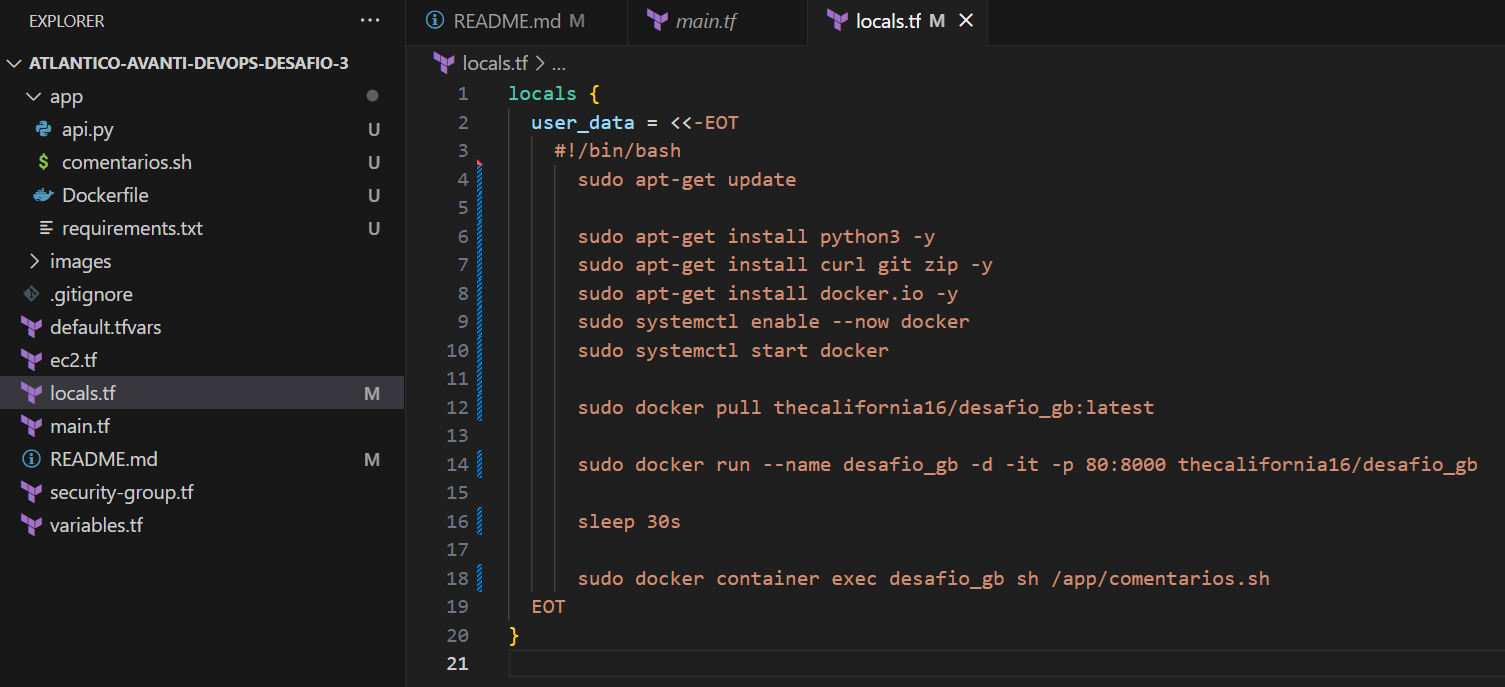 EXPLORER ...
ATLANTICO-AVANTI-DEVOPS-DESAFIO-3
app
api.py U
comentarios.sh U
Dockerfile U
requirements.txt U
images
.gitignore
default.tfvars
ec2.tf
locals.tf M
main.tf
README.md M
security-group.tf
variables.tf
README.md M main.tf locals.tf M
locals.tf > ...
1 locals {
2 user_data = <<-EOT
3 #!/bin/bash
4 sudo apt-get update
5
6 sudo apt-get install python3 -y
7 sudo apt-get install curl git zip -y
8 sudo apt-get install docker.io -y
9 sudo systemctl enable --now docker
10 sudo systemctl start docker
11
12 sudo docker pull thecalifornia16/desafio_gb:latest
13
14 sudo docker run --name desafio_gb -d -it -p 80:8000 thecalifornia16/desafio_gb
15
16 sleep 30s
17
18 sudo docker container exec desafio_gb sh /app/comentarios.sh
19 EOT
20 }
21